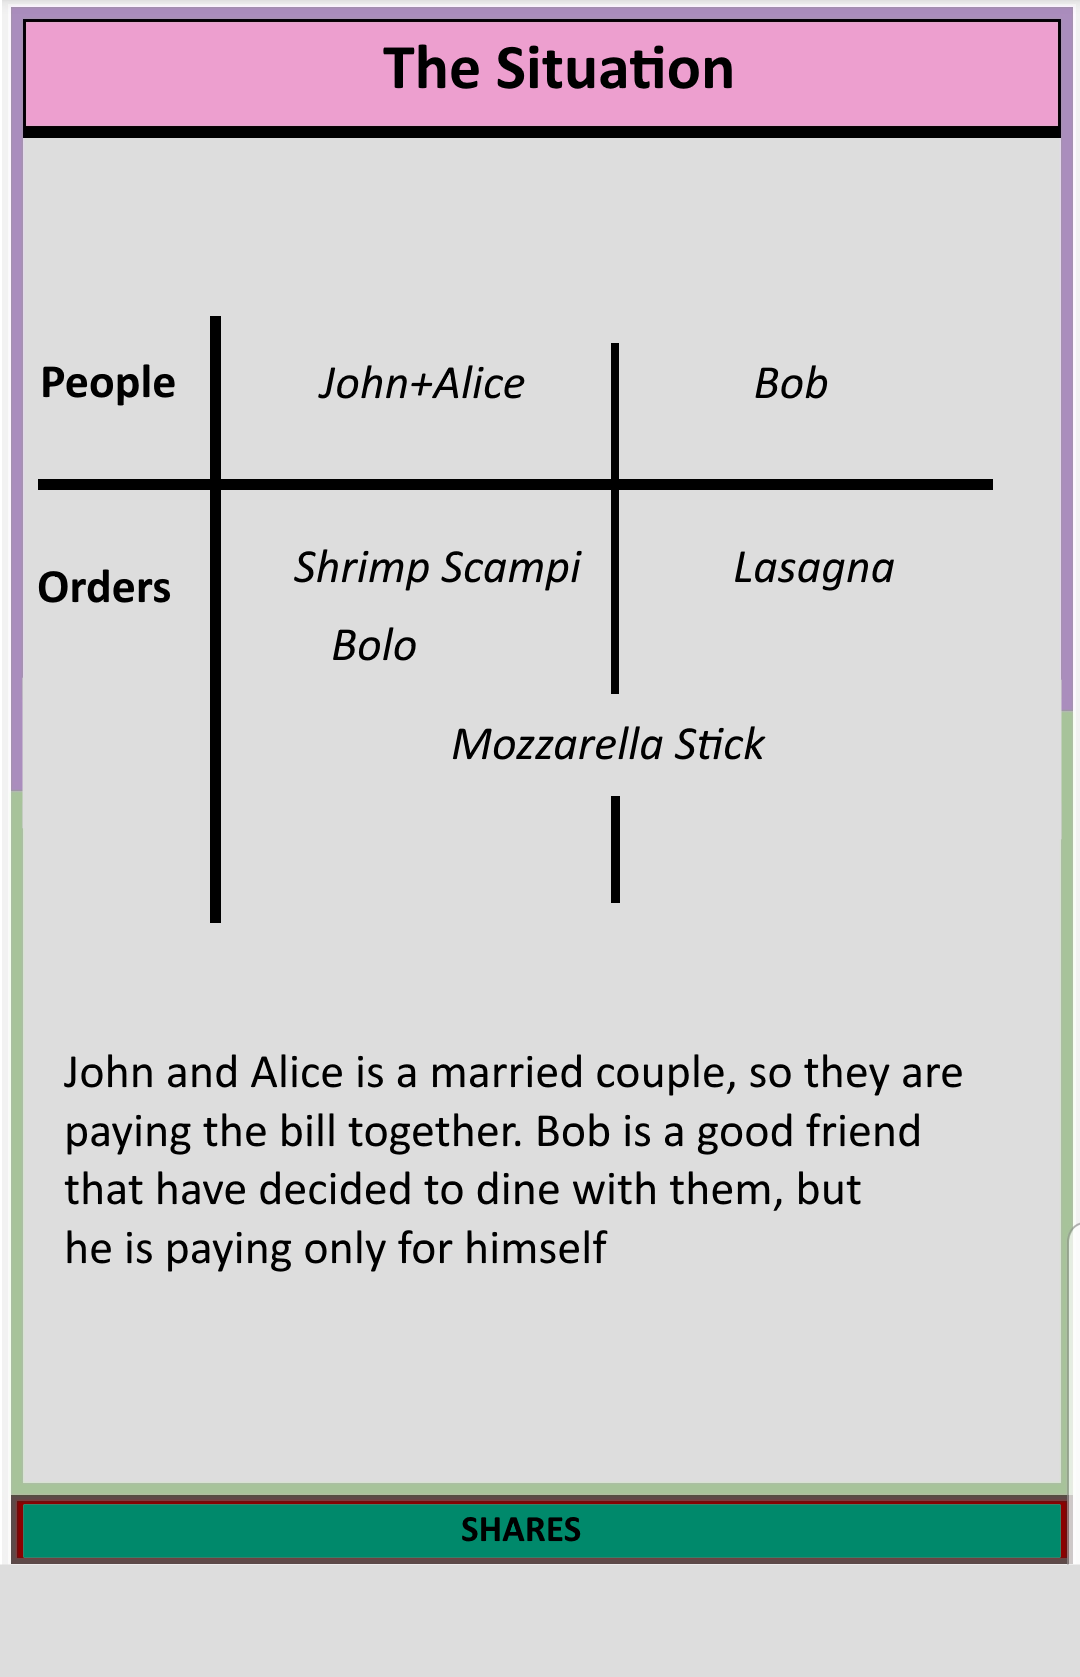 The Situation
People John+Alice Bob
Orders Shrimp Scampi Lasagna
Bolo
Mozzarella Stick
John and Alice is a married couple, so they are
paying the bill together. Bob is a good friend
that have decided to dine with them, but
he is paying only for himself
SHARES